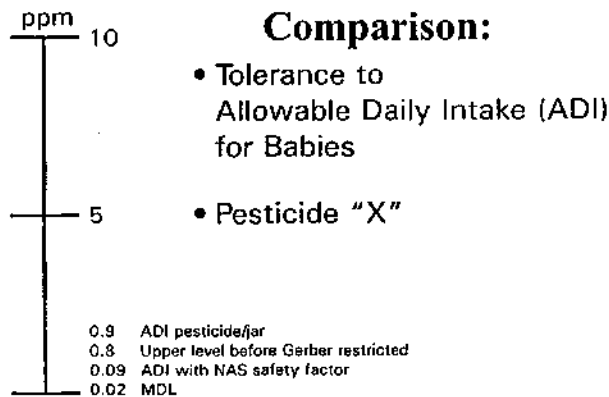 ppm
10
Comparison:
• Tolerance to
Allowable Daily Intake (ADI)
for Babies
5
• Pesticide "X"
0.9 ADI pesticide/jar
0.8 Upper level before Gerber restricted
0.09 ADI with NAS safety factor
0.02 MDL